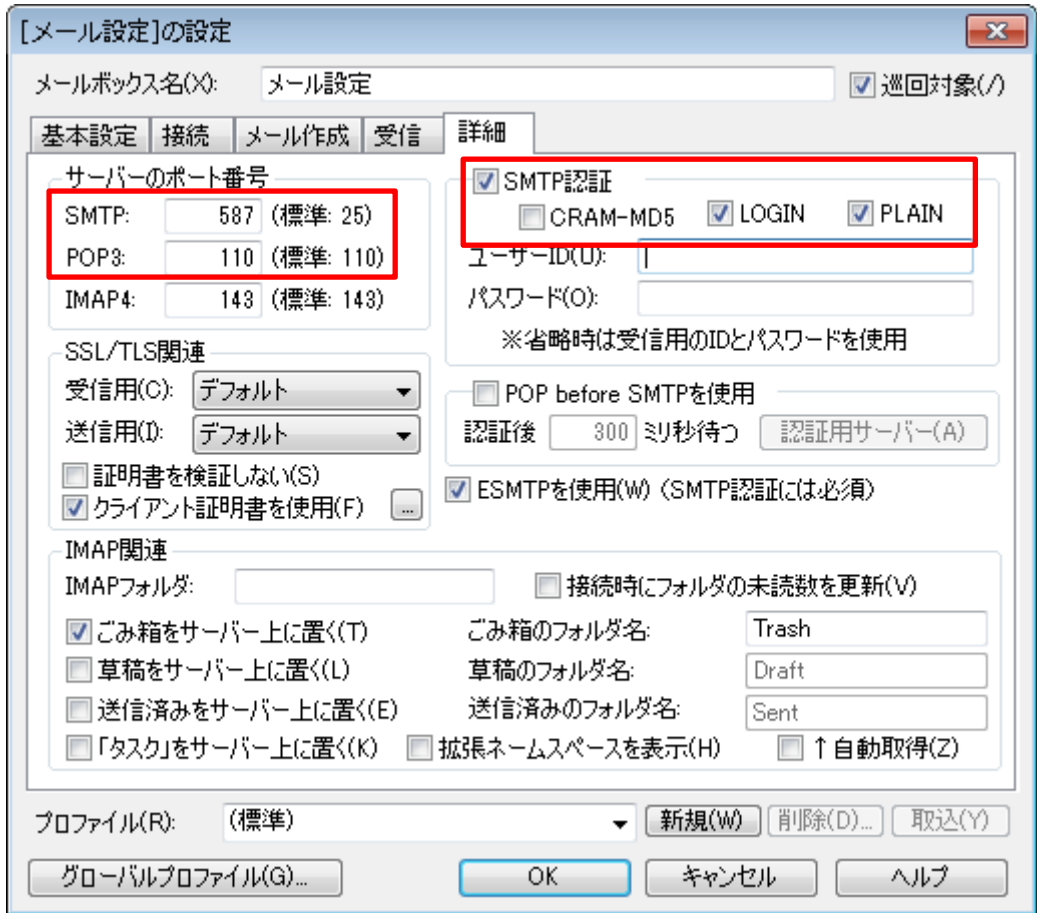 [メール設定]の設定
メールボックス名(X): メール設定 巡回対象(/)
基本設定 接続 メール作成 受信 詳細
サーバーのポート番号
SMTP: 587 (標準: 25)
POP3: 110 (標準: 110)
IMAP4: 143 (標準: 143)
SMTP認証
CRAM-MD5 LOGIN PLAIN
ユーザーID(U):
パスワード(O):
※省略時は受信用のIDとパスワードを使用
SSL/TLS関連
受信用(C): デフォルト
送信用(I): デフォルト
証明書を検証しない(S)
クライアント証明書を使用(F) ...
POP before SMTPを使用
認証後 300 ミリ秒待つ 認証用サーバー(A)
ESMTPを使用(W) (SMTP認証には必須)
IMAP関連
IMAPフォルダ: 接続時にフォルダの未読数を更新(V)
ごみ箱をサーバー上に置く(T) ごみ箱のフォルダ名: Trash
草稿をサーバー上に置く(L) 草稿のフォルダ名: Draft
送信済みをサーバー上に置く(E) 送信済みのフォルダ名: Sent
「タスク」をサーバー上に置く(K) 拡張ネームスペースを表示(H) ↑自動取得(Z)
プロファイル(R): (標準) 新規(W) 削除(D)... 取込(Y)
グローバルプロファイル(G)... OK キャンセル ヘルプ